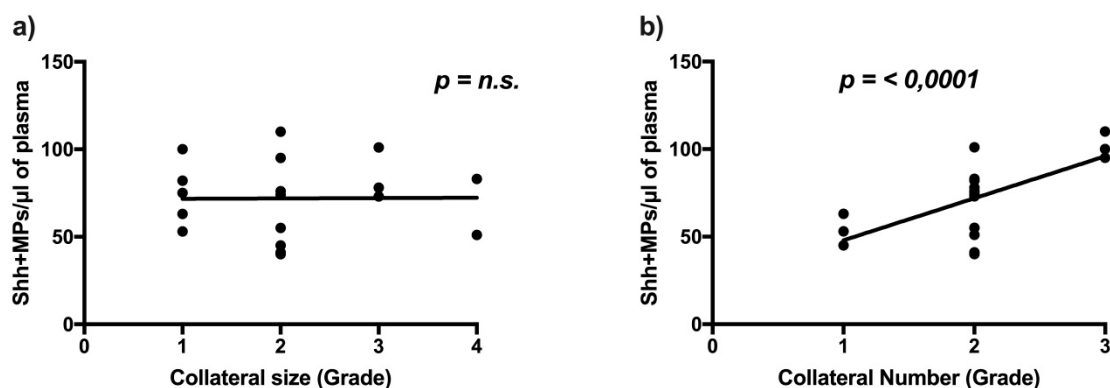 a)
150
100
50
0
Shh+MPs/µl of plasma
p = n.s.
0 1 2 3 4
Collateral size (Grade)
b)
150
100
50
0
Shh+MPs/µl of plasma
p = < 0,0001
0 1 2 3
Collateral Number (Grade)